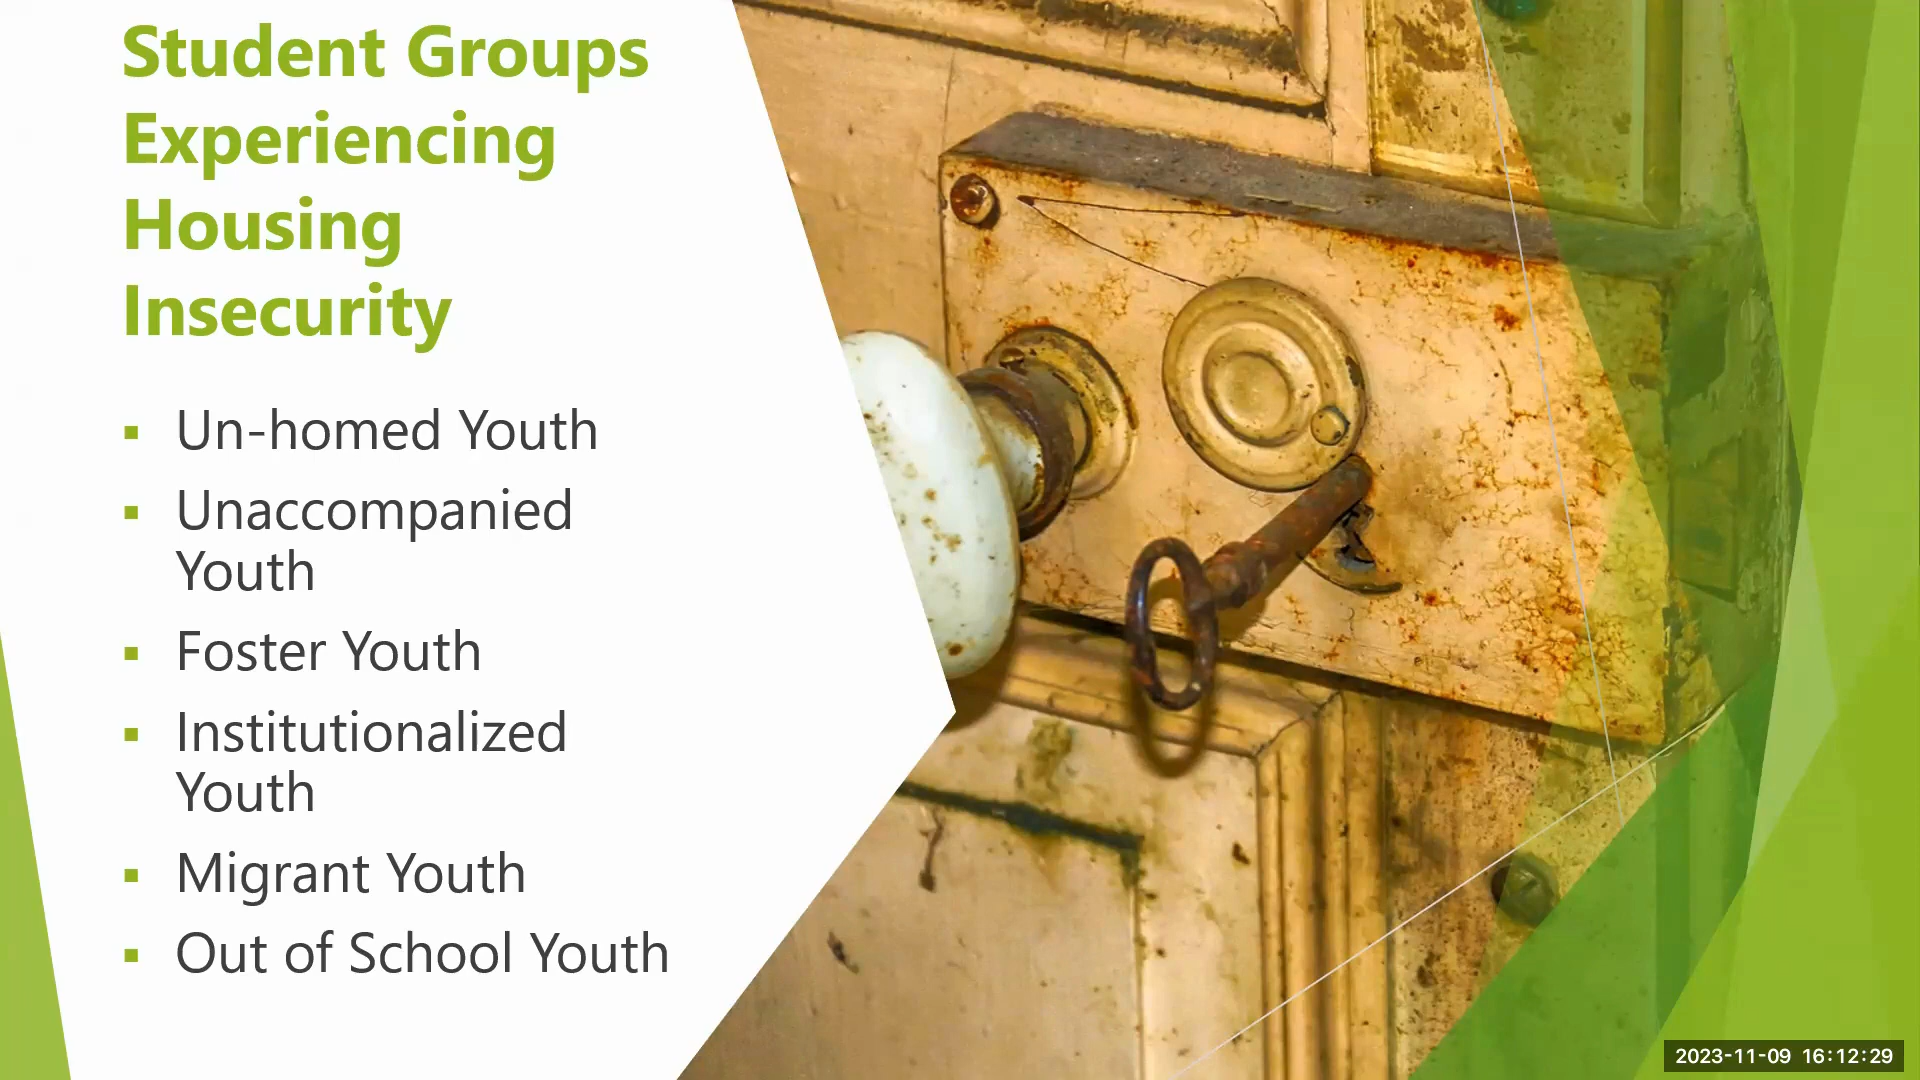 Student Groups
Experiencing
Housing
Insecurity
▪ Un-homed Youth
▪ Unaccompanied
Youth
▪ Foster Youth
▪ Institutionalized
Youth
▪ Migrant Youth
▪ Out of School Youth
2023-11-09 16:12:29